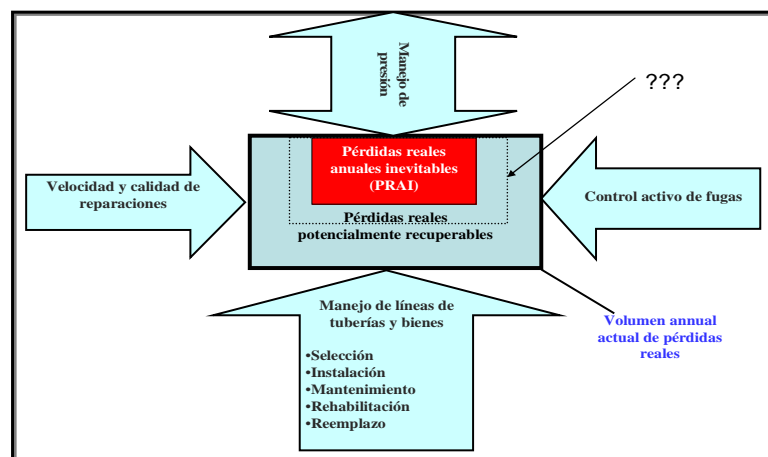 Manejo de
presión
???
Pérdidas reales
anuales inevitables
(PRAI)
Velocidad y calidad de
reparaciones
Control activo de fugas
Pérdidas reales
potencialmente recuperables
Manejo de líneas de
tuberías y bienes
•Selección
•Instalación
•Mantenimiento
•Rehabilitación
•Reemplazo
Volumen annual
actual de pérdidas
reales